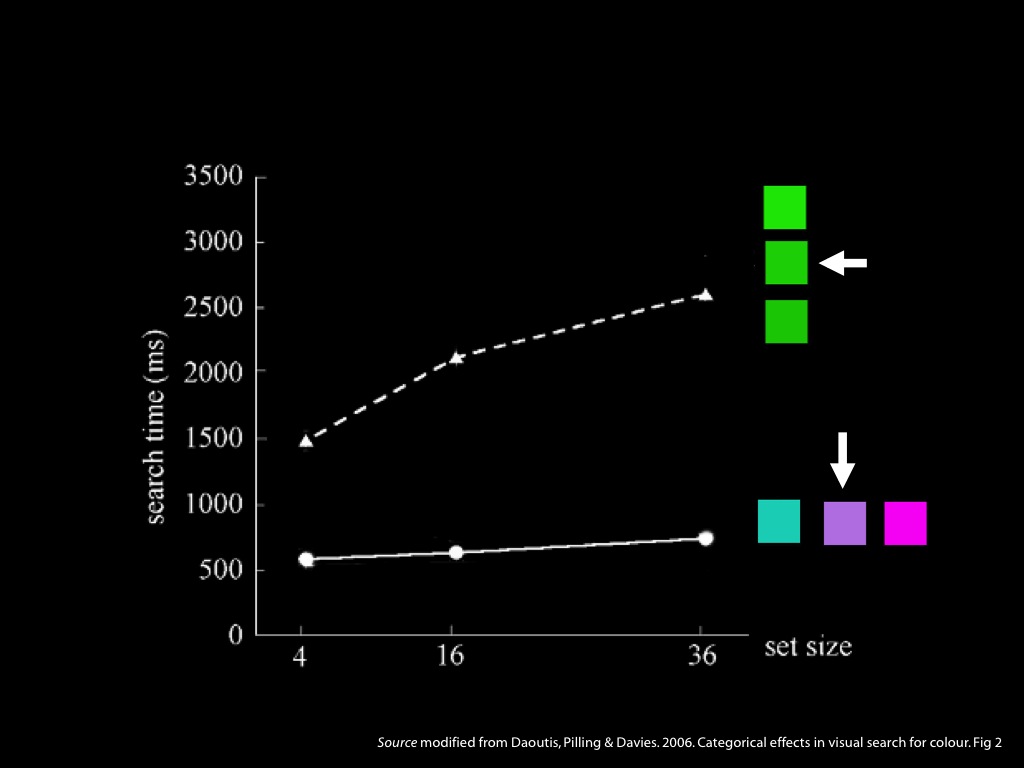 3500
3000
2500
2000
1500
1000
500
0
search time (ms)
4 16 36 set size
Source modified from Daoutis, Pilling & Davies. 2006. Categorical effects in visual search for colour. Fig 2